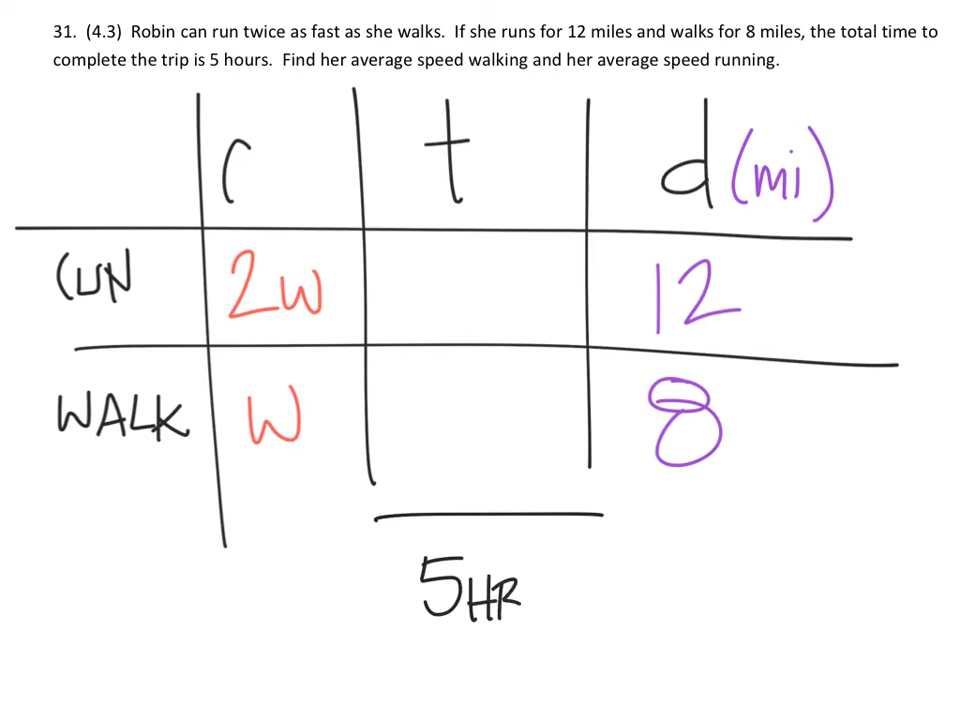 31. (4.3) Robin can run twice as fast as she walks. If she runs for 12 miles and walks for 8 miles, the total time to
complete the trip is 5 hours. Find her average speed walking and her average speed running.
r t d (mi)
rUN 2w 12
WALK w 8
5HR